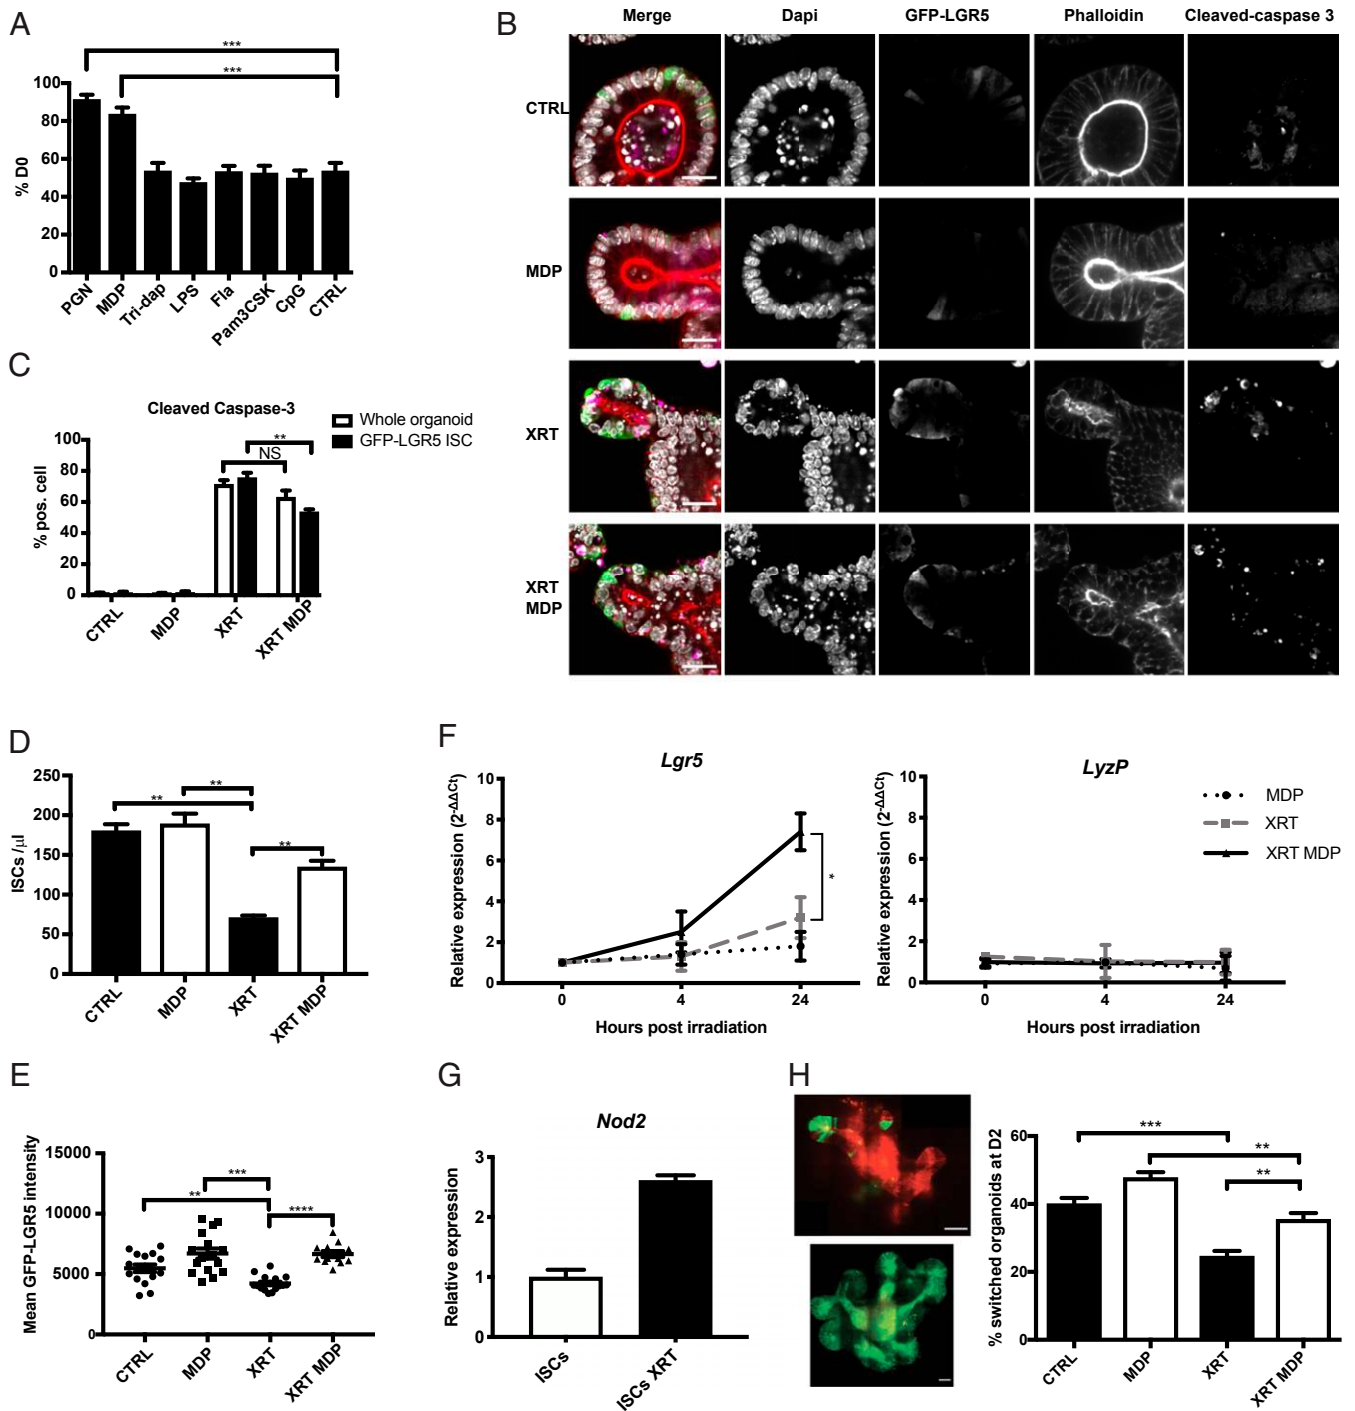 A
***
***
100
80
60
40
20
0
% D0
PGN
MDP
Tri-dap
LPS
Fla
Pam3CSK
CpG
CTRL
B
Merge
Dapi
GFP-LGR5
Phalloidin
Cleaved-caspase 3
CTRL
MDP
XRT
XRT
MDP
C
Cleaved Caspase-3
Whole organoid
GFP-LGR5 ISC
**
NS
100
80
60
40
20
0
% pos. cell
CTRL
MDP
XRT
XRT MDP
D
**
**
**
250
200
150
100
50
0
ISCs /µl
CTRL
MDP
XRT
XRT MDP
E
***
**
****
15000
10000
5000
0
Mean GFP-LGR5 intensity
CTRL
MDP
XRT
XRT MDP
F
Lgr5
10
8
6
4
2
0
Relative expression (2-ΔΔCt)
*
0
4
24
Hours post irradiation
LyzP
10
8
6
4
2
0
Relative expression (2-ΔΔCt)
0
4
24
Hours post irradiation
MDP
XRT
XRT MDP
G
Nod2
3
2
1
0
Relative expression
ISCs
ISCs XRT
H
***
**
**
60
40
20
0
% switched organoids at D2
CTRL
MDP
XRT
XRT MDP